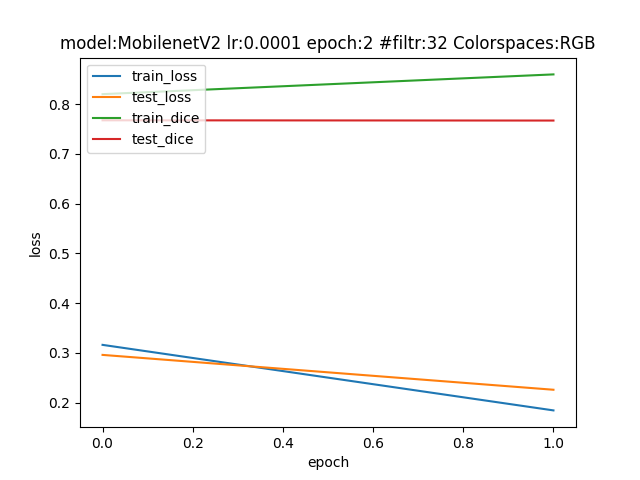 model:MobilenetV2 lr:0.0001 epoch:2 #filtr:32 Colorspaces:RGB
train_loss
test_loss
train_dice
test_dice
0.8
0.7
0.6
0.5
0.4
0.3
0.2
loss
0.0 0.2 0.4 0.6 0.8 1.0
epoch